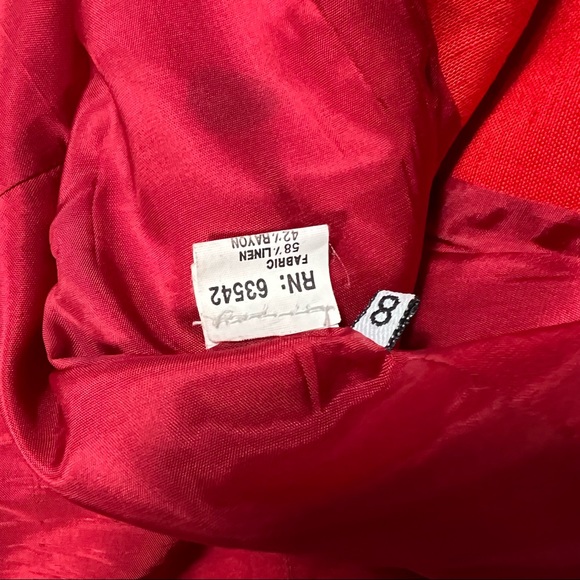 RN: 63542
FABRIC
58% LINEN
42% RAYON
8